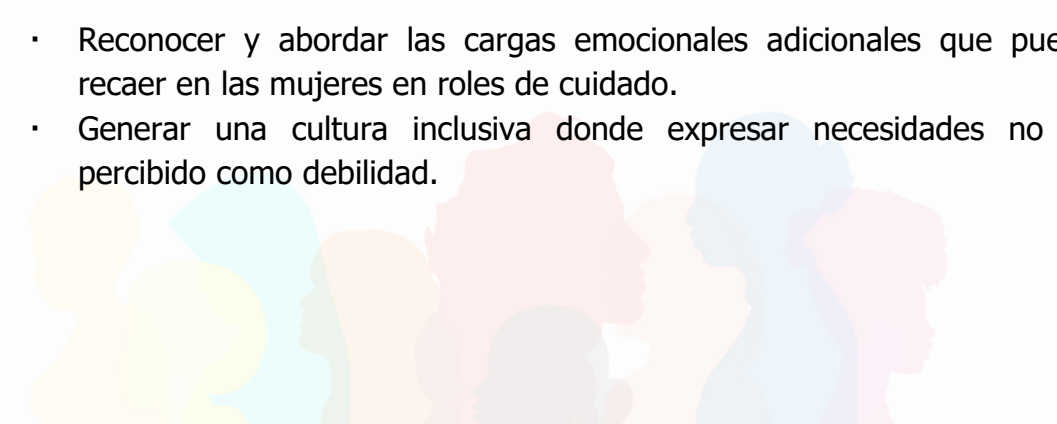 · Reconocer y abordar las cargas emocionales adicionales que
recaer en las mujeres en roles de cuidado.
· Generar una cultura inclusiva donde expresar necesidades no
percibido como debilidad.